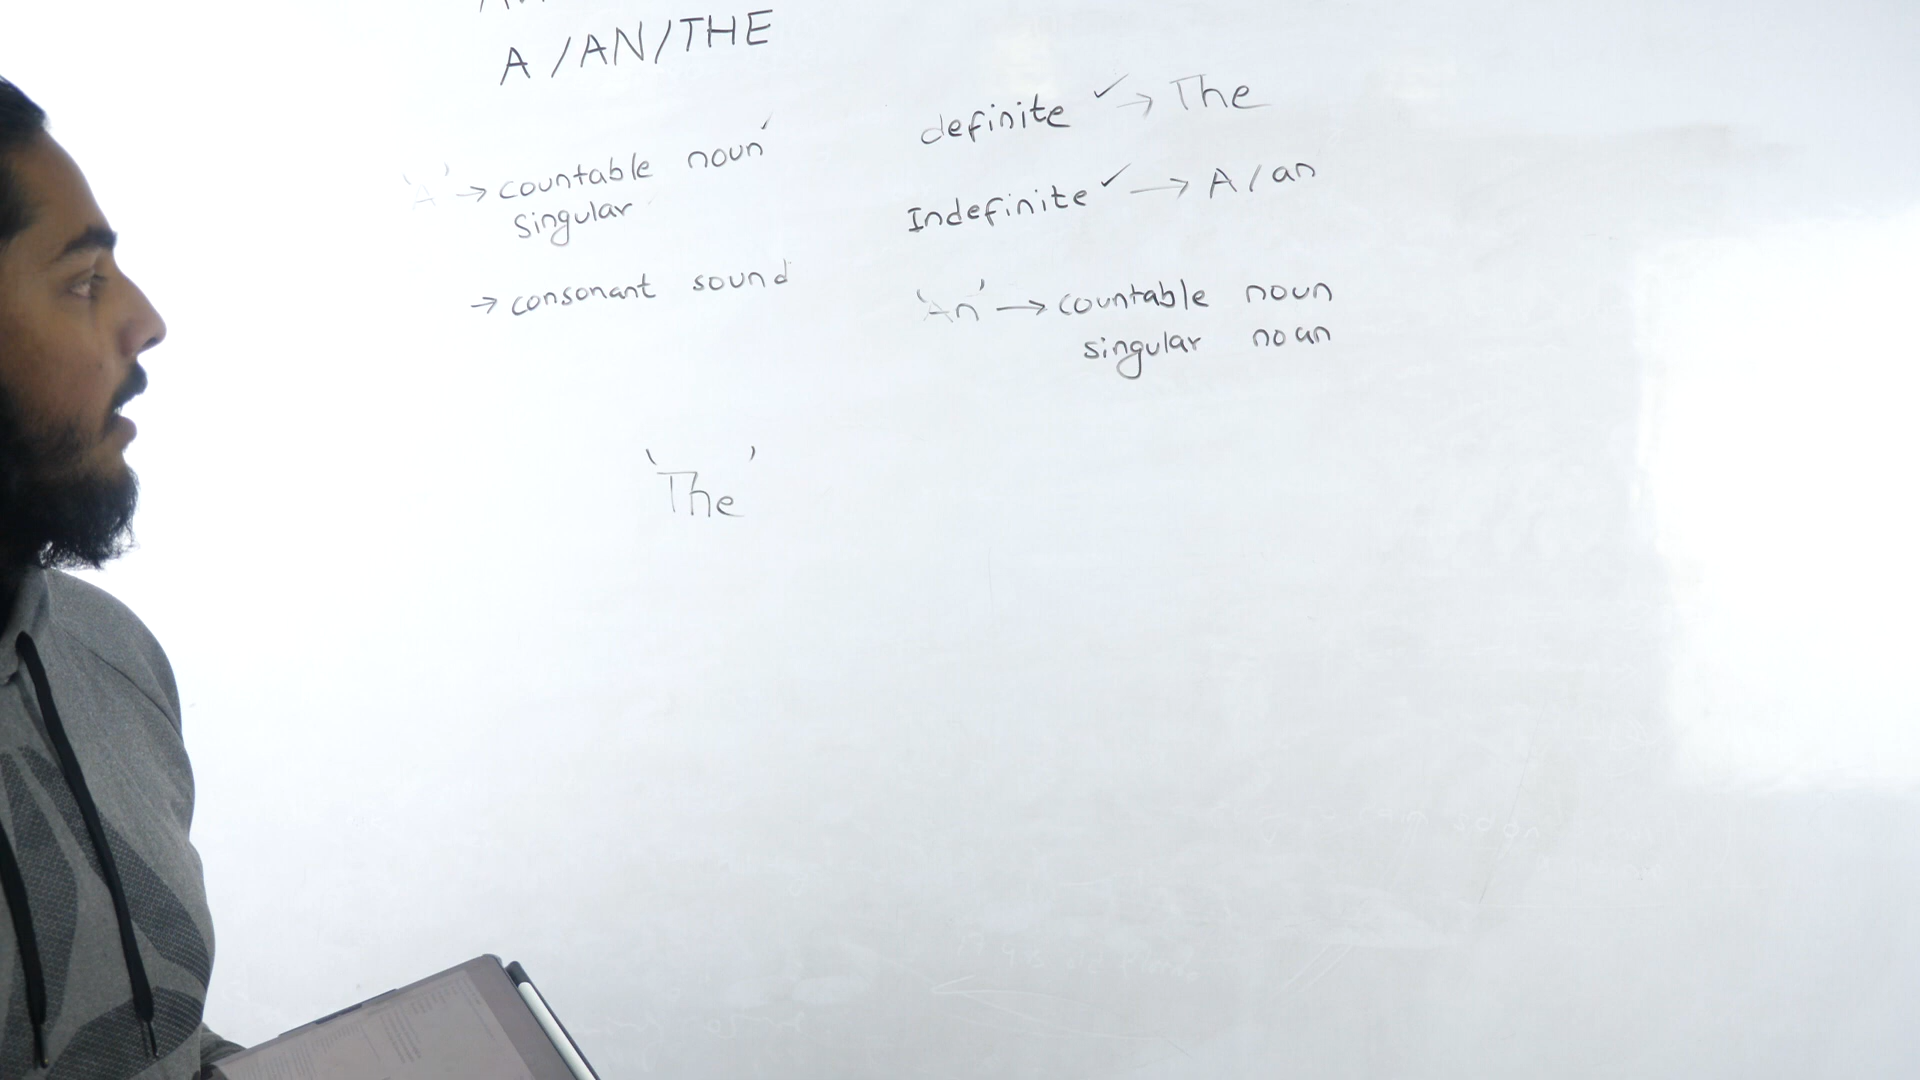 A/AN/THE
'A' → countable noun
singular
→ consonant sound
definite ✓ → The
Indefinite ✓ → A/an
'An' → countable noun
singular noun
'The'